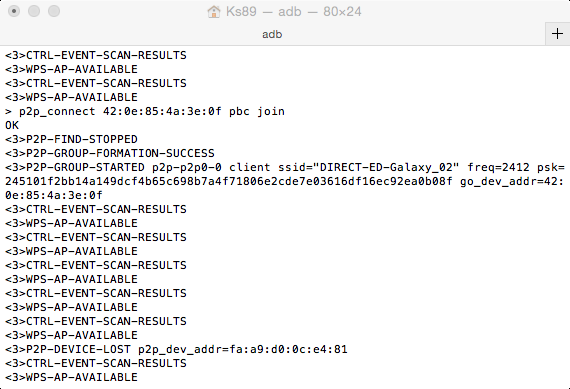 Ks89 — adb — 80×24
adb
+
<3>CTRL-EVENT-SCAN-RESULTS
<3>WPS-AP-AVAILABLE
<3>CTRL-EVENT-SCAN-RESULTS
<3>WPS-AP-AVAILABLE
> p2p_connect 42:0e:85:4a:3e:0f pbc join
OK
<3>P2P-FIND-STOPPED
<3>P2P-GROUP-FORMATION-SUCCESS
<3>P2P-GROUP-STARTED p2p-p2p0-0 client ssid="DIRECT-ED-Galaxy_02" freq=2412 psk=
245101f2bb14a149dcf4b65c698b7a4f71806e2cde7e03616df16ec92ea0b08f go_dev_addr=42:
0e:85:4a:3e:0f
<3>CTRL-EVENT-SCAN-RESULTS
<3>WPS-AP-AVAILABLE
<3>CTRL-EVENT-SCAN-RESULTS
<3>WPS-AP-AVAILABLE
<3>CTRL-EVENT-SCAN-RESULTS
<3>WPS-AP-AVAILABLE
<3>CTRL-EVENT-SCAN-RESULTS
<3>WPS-AP-AVAILABLE
<3>CTRL-EVENT-SCAN-RESULTS
<3>WPS-AP-AVAILABLE
<3>P2P-DEVICE-LOST p2p_dev_addr=fa:a9:d0:0c:e4:81
<3>CTRL-EVENT-SCAN-RESULTS
<3>WPS-AP-AVAILABLE